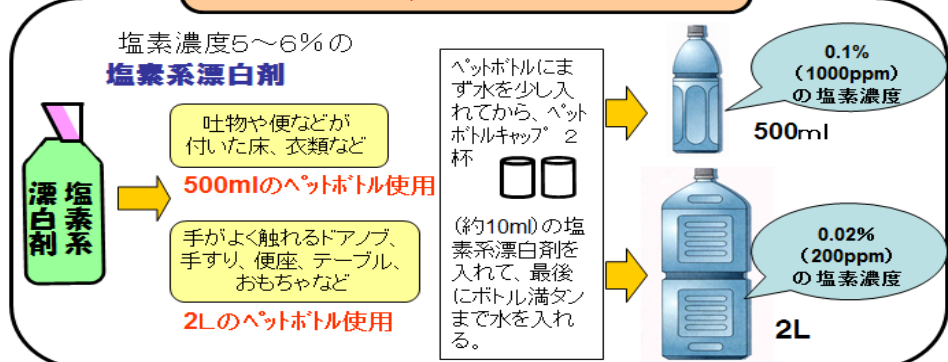 塩素濃度5～6%の
塩素系漂白剤
塩素系
漂白剤
吐物や便などが
付いた床、衣類など
500mlのペットボトル使用
手がよく触れるドアノブ、
手すり、便座、テーブル、
おもちゃなど
2Lのペットボトル使用
ペットボトルにま
ず水を少し入
れてから、ペット
ボトルキャップ 2
杯
(約10ml)の塩
素系漂白剤を
入れて、最後
にボトル満タン
まで水を入れ
る。
0.1%
(1000ppm)
の塩素濃度
500ml
0.02%
(200ppm)
の塩素濃度
2L